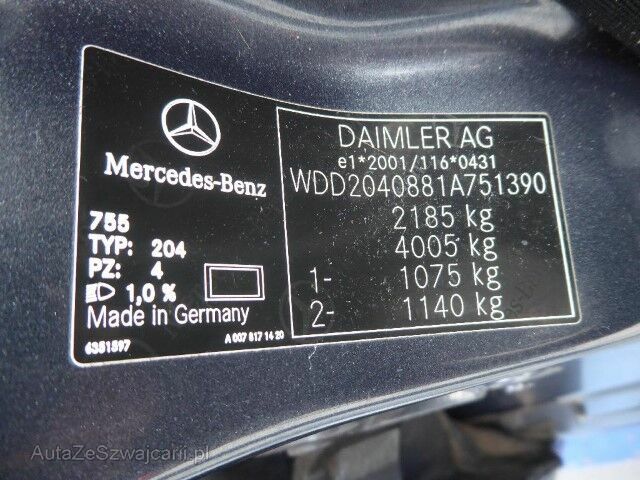 Mercedes-Benz
755
TYP: 204
PZ: 4
1,0 %
Made in Germany
6351597
A 007 817 14 20
DAIMLER AG
e1*2001/116*0431
WDD2040881A751390
2185 kg
4005 kg
1- 1075 kg
2- 1140 kg
AutaZeSzwajcarii.pl